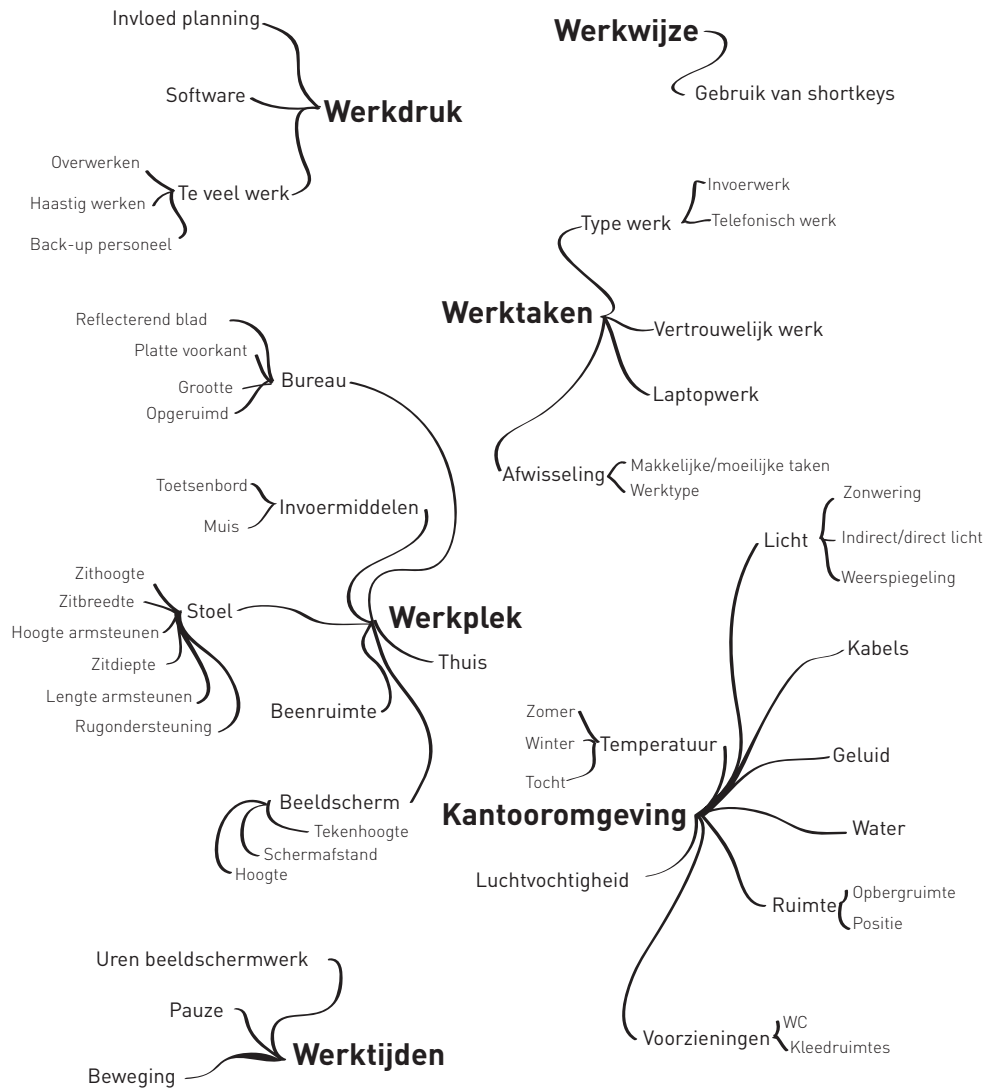 Invloed planning
Software
Werkdruk
Te veel werk
Overwerken
Haastig werken
Back-up personeel
Werkwijze
Gebruik van shortkeys
Werktaken
Type werk
Invoerwerk
Telefonisch werk
Vertrouwelijk werk
Laptopwerk
Afwisseling
Makkelijke/moeilijke taken
Werktype
Reflecterend blad
Platte voorkant
Grootte
Opgeruimd
Bureau
Toetsenbord
Muis
Invoermiddelen
Zithoogte
Zitbreedte
Hoogte armsteunen
Zitdiepte
Lengte armsteunen
Rugondersteuning
Stoel
Werkplek
Thuis
Beenruimte
Beeldscherm
Tekenhoogte
Schermafstand
Hoogte
Licht
Zonwering
Indirect/direct licht
Weerspiegeling
Kabels
Geluid
Water
Ruimte
Opbergruimte
Positie
Zomer
Winter
Tocht
Temperatuur
Kantooromgeving
Luchtvochtigheid
Voorzieningen
WC
Kleedruimtes
Uren beeldschermwerk
Pauze
Beweging
Werktijden